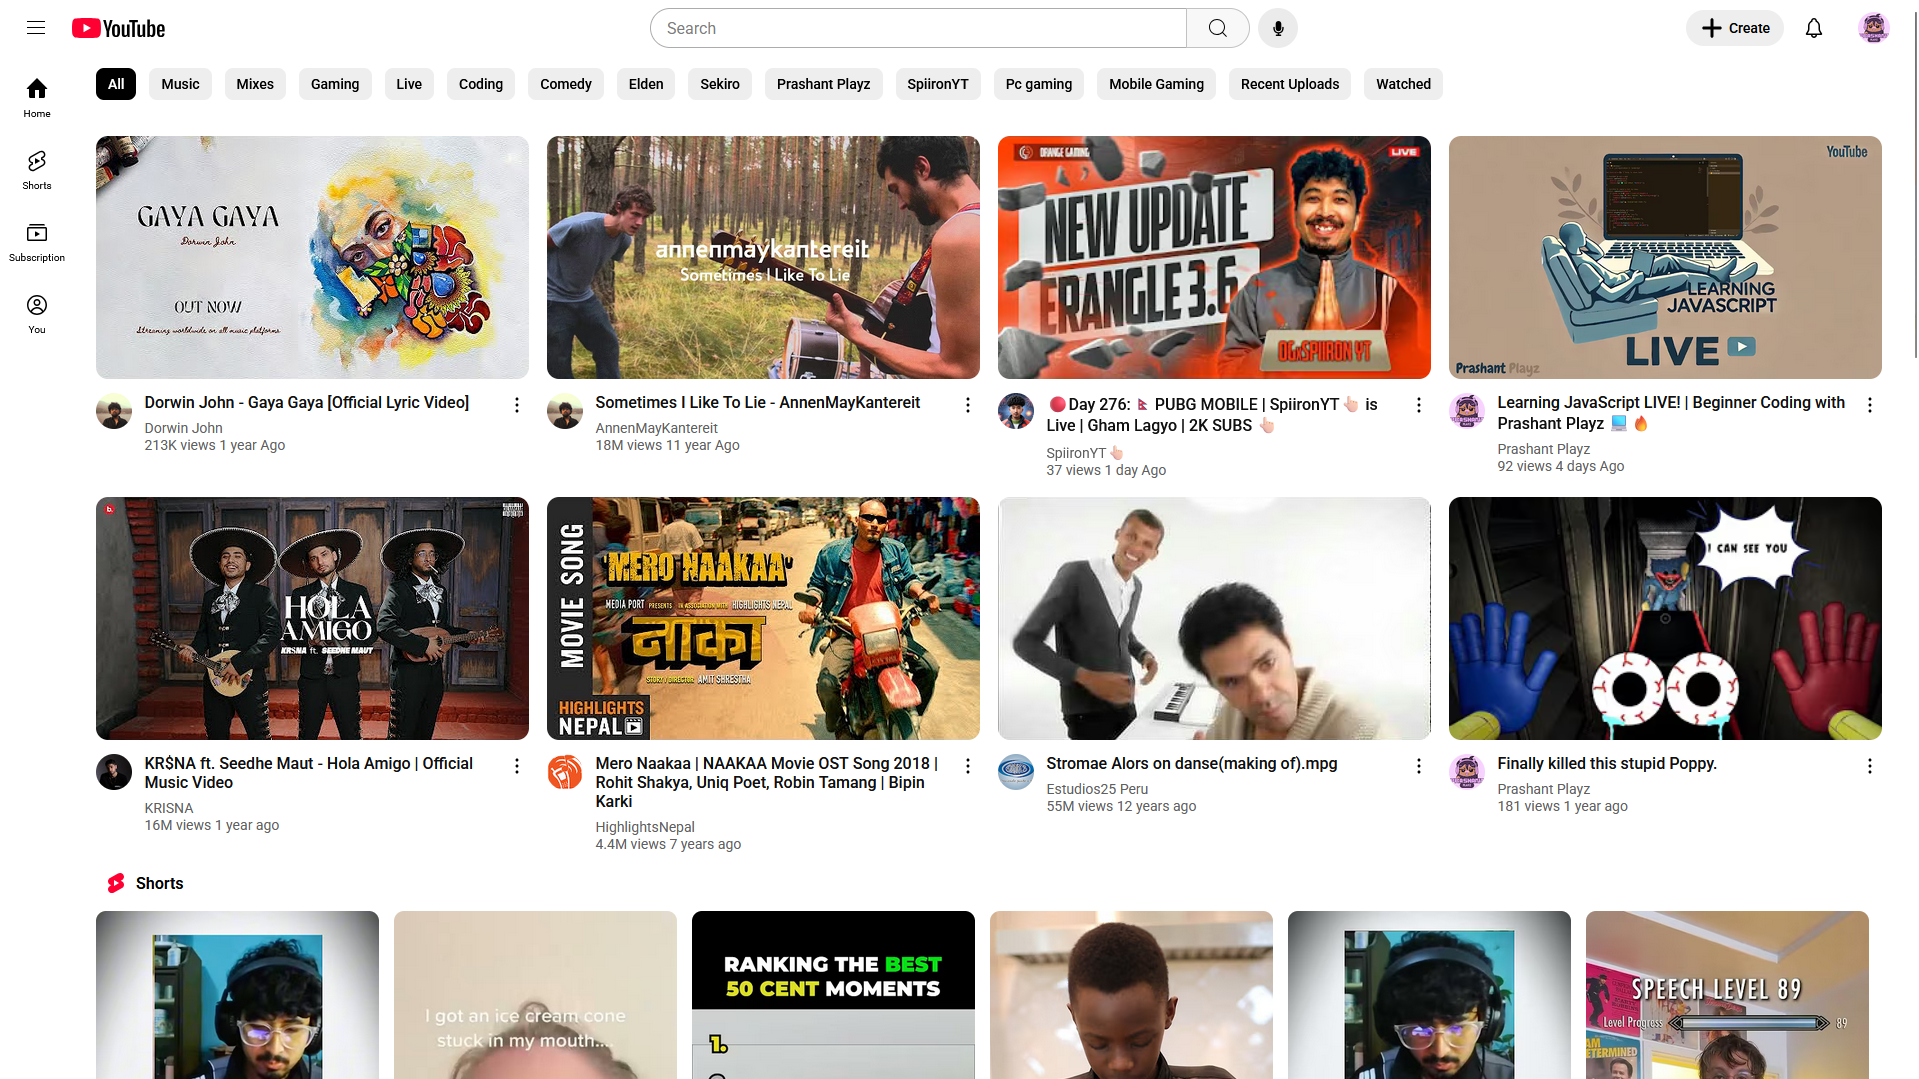 YouTube
Search
Create
Home
Shorts
Subscription
You
All
Music
Mixes
Gaming
Live
Coding
Comedy
Elden
Sekiro
Prashant Playz
SpiironYT
Pc gaming
Mobile Gaming
Recent Uploads
Watched
GAYA GAYA
Dorwin John
OUT NOW
Streaming worldwide on all music platforms
annenmaykantereit
Sometimes I Like To Lie
ORANGE GAMING
LIVE
NEW UPDATE
ERANGLE 3.6
OGxSPIIRON YT
YouTube
LEARNING
JAVASCRIPT
LIVE
Prashant Playz
Dorwin John - Gaya Gaya [Official Lyric Video]
Dorwin John
213K views 1 year Ago
Sometimes I Like To Lie - AnnenMayKantereit
AnnenMayKantereit
18M views 11 year Ago
🔴Day 276: 🇳🇵 PUBG MOBILE | SpiironYT👆🏻 is
Live | Gham Lagyo | 2K SUBS 👆🏻
SpiironYT👆🏻
37 views 1 day Ago
Learning JavaScript LIVE! | Beginner Coding with
Prashant Playz 💻 🔥
Prashant Playz
92 views 4 days Ago
b.
HOLA
AMIGO
KR$NA ft. SEEDHE MAUT
MOVIE SONG
'MERO NAAKAA'
MEDIA PORT PRESENTS IN ASSOCIATION WITH HIGHLIGHTS NEPAL
नाका
STORY/DIRECTOR AMIT SHRESTHA
HIGHLIGHTS
NEPAL
I CAN SEE YOU
KR$NA ft. Seedhe Maut - Hola Amigo | Official
Music Video
KRISNA
16M views 1 year ago
Mero Naakaa | NAAKAA Movie OST Song 2018 |
Rohit Shakya, Uniq Poet, Robin Tamang | Bipin
Karki
HighlightsNepal
4.4M views 7 years ago
Stromae Alors on danse(making of).mpg
Estudios25 Peru
55M views 12 years ago
Finally killed this stupid Poppy.
Prashant Playz
181 views 1 year ago
Shorts
I got an ice cream cone
stuck in my mouth....
RANKING THE BEST
50 CENT MOMENTS
1.
SPEECH LEVEL 89
Level Progress
89
I AM
DETERMINED